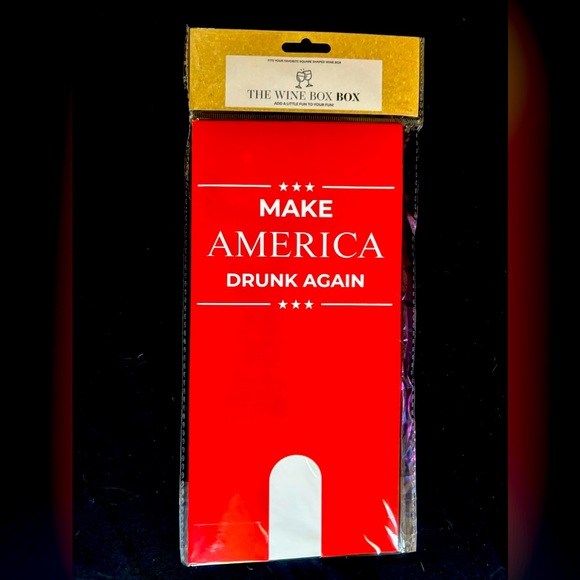 FITS YOUR FAVORITE SQUARE SHAPED WINE BOX
THE WINE BOX BOX
ADD A LITTLE FUN TO YOUR FUN!
MAKE
AMERICA
DRUNK AGAIN